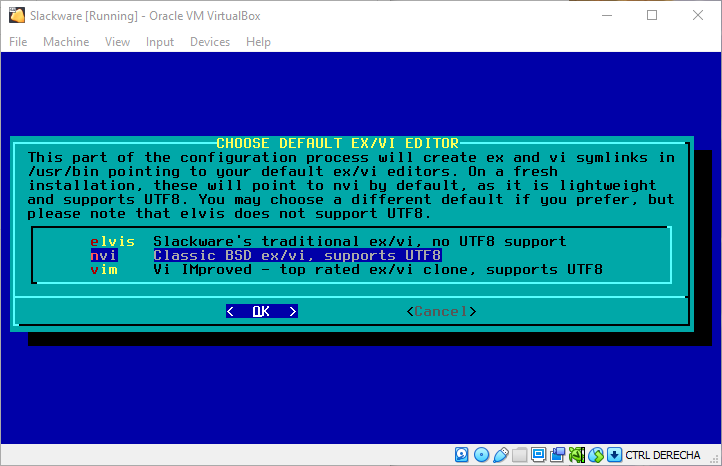 Slackware [Running] - Oracle VM VirtualBox
File Machine View Input Devices Help
CHOOSE DEFAULT EX/VI EDITOR
This part of the configuration process will create ex and vi symlinks in
/usr/bin pointing to your default ex/vi editors. On a fresh
installation, these will point to nvi by default, as it is lightweight
and supports UTF8. You may choose a different default if you prefer, but
please note that elvis does not support UTF8.
elvis Slackware's traditional ex/vi, no UTF8 support
nvi Classic BSD ex/vi, supports UTF8
vim Vi IMproved - top rated ex/vi clone, supports UTF8
< OK > <Cancel>
CTRL DERECHA